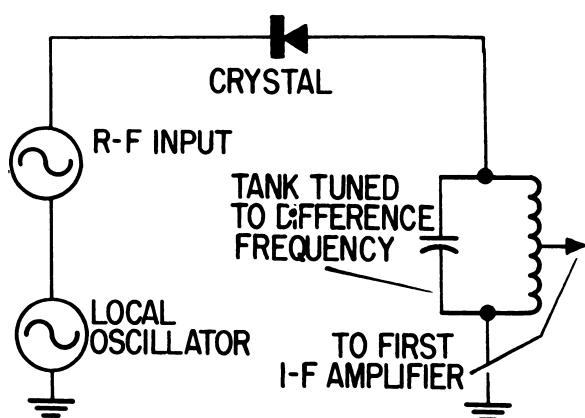 CRYSTAL
R-F INPUT
TANK TUNED
TO DIFFERENCE
FREQUENCY
LOCAL
OSCILLATOR
TO FIRST
I-F AMPLIFIER